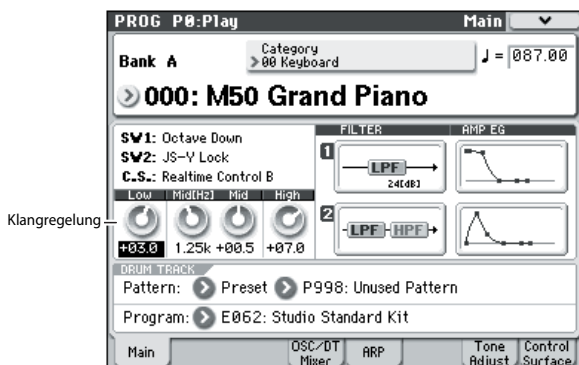 PROG P0:Play Main
Bank A
Category
00 Keyboard
♩ = 087.00
000: M50 Grand Piano
SW1: Octave Down
SW2: JS-Y Lock
C.S.: Realtime Control B
Low Mid[Hz] Mid High
Klangregelung
+03.0 1.25k +00.5 +07.0
FILTER AMP EG
1 LPF
24[dB]
2 LPF HPF
DRUM TRACK
Pattern: Preset P998: Unused Pattern
Program: E062: Studio Standard Kit
Main OSC/DT Mixer ARP Tone Adjust Control Surface